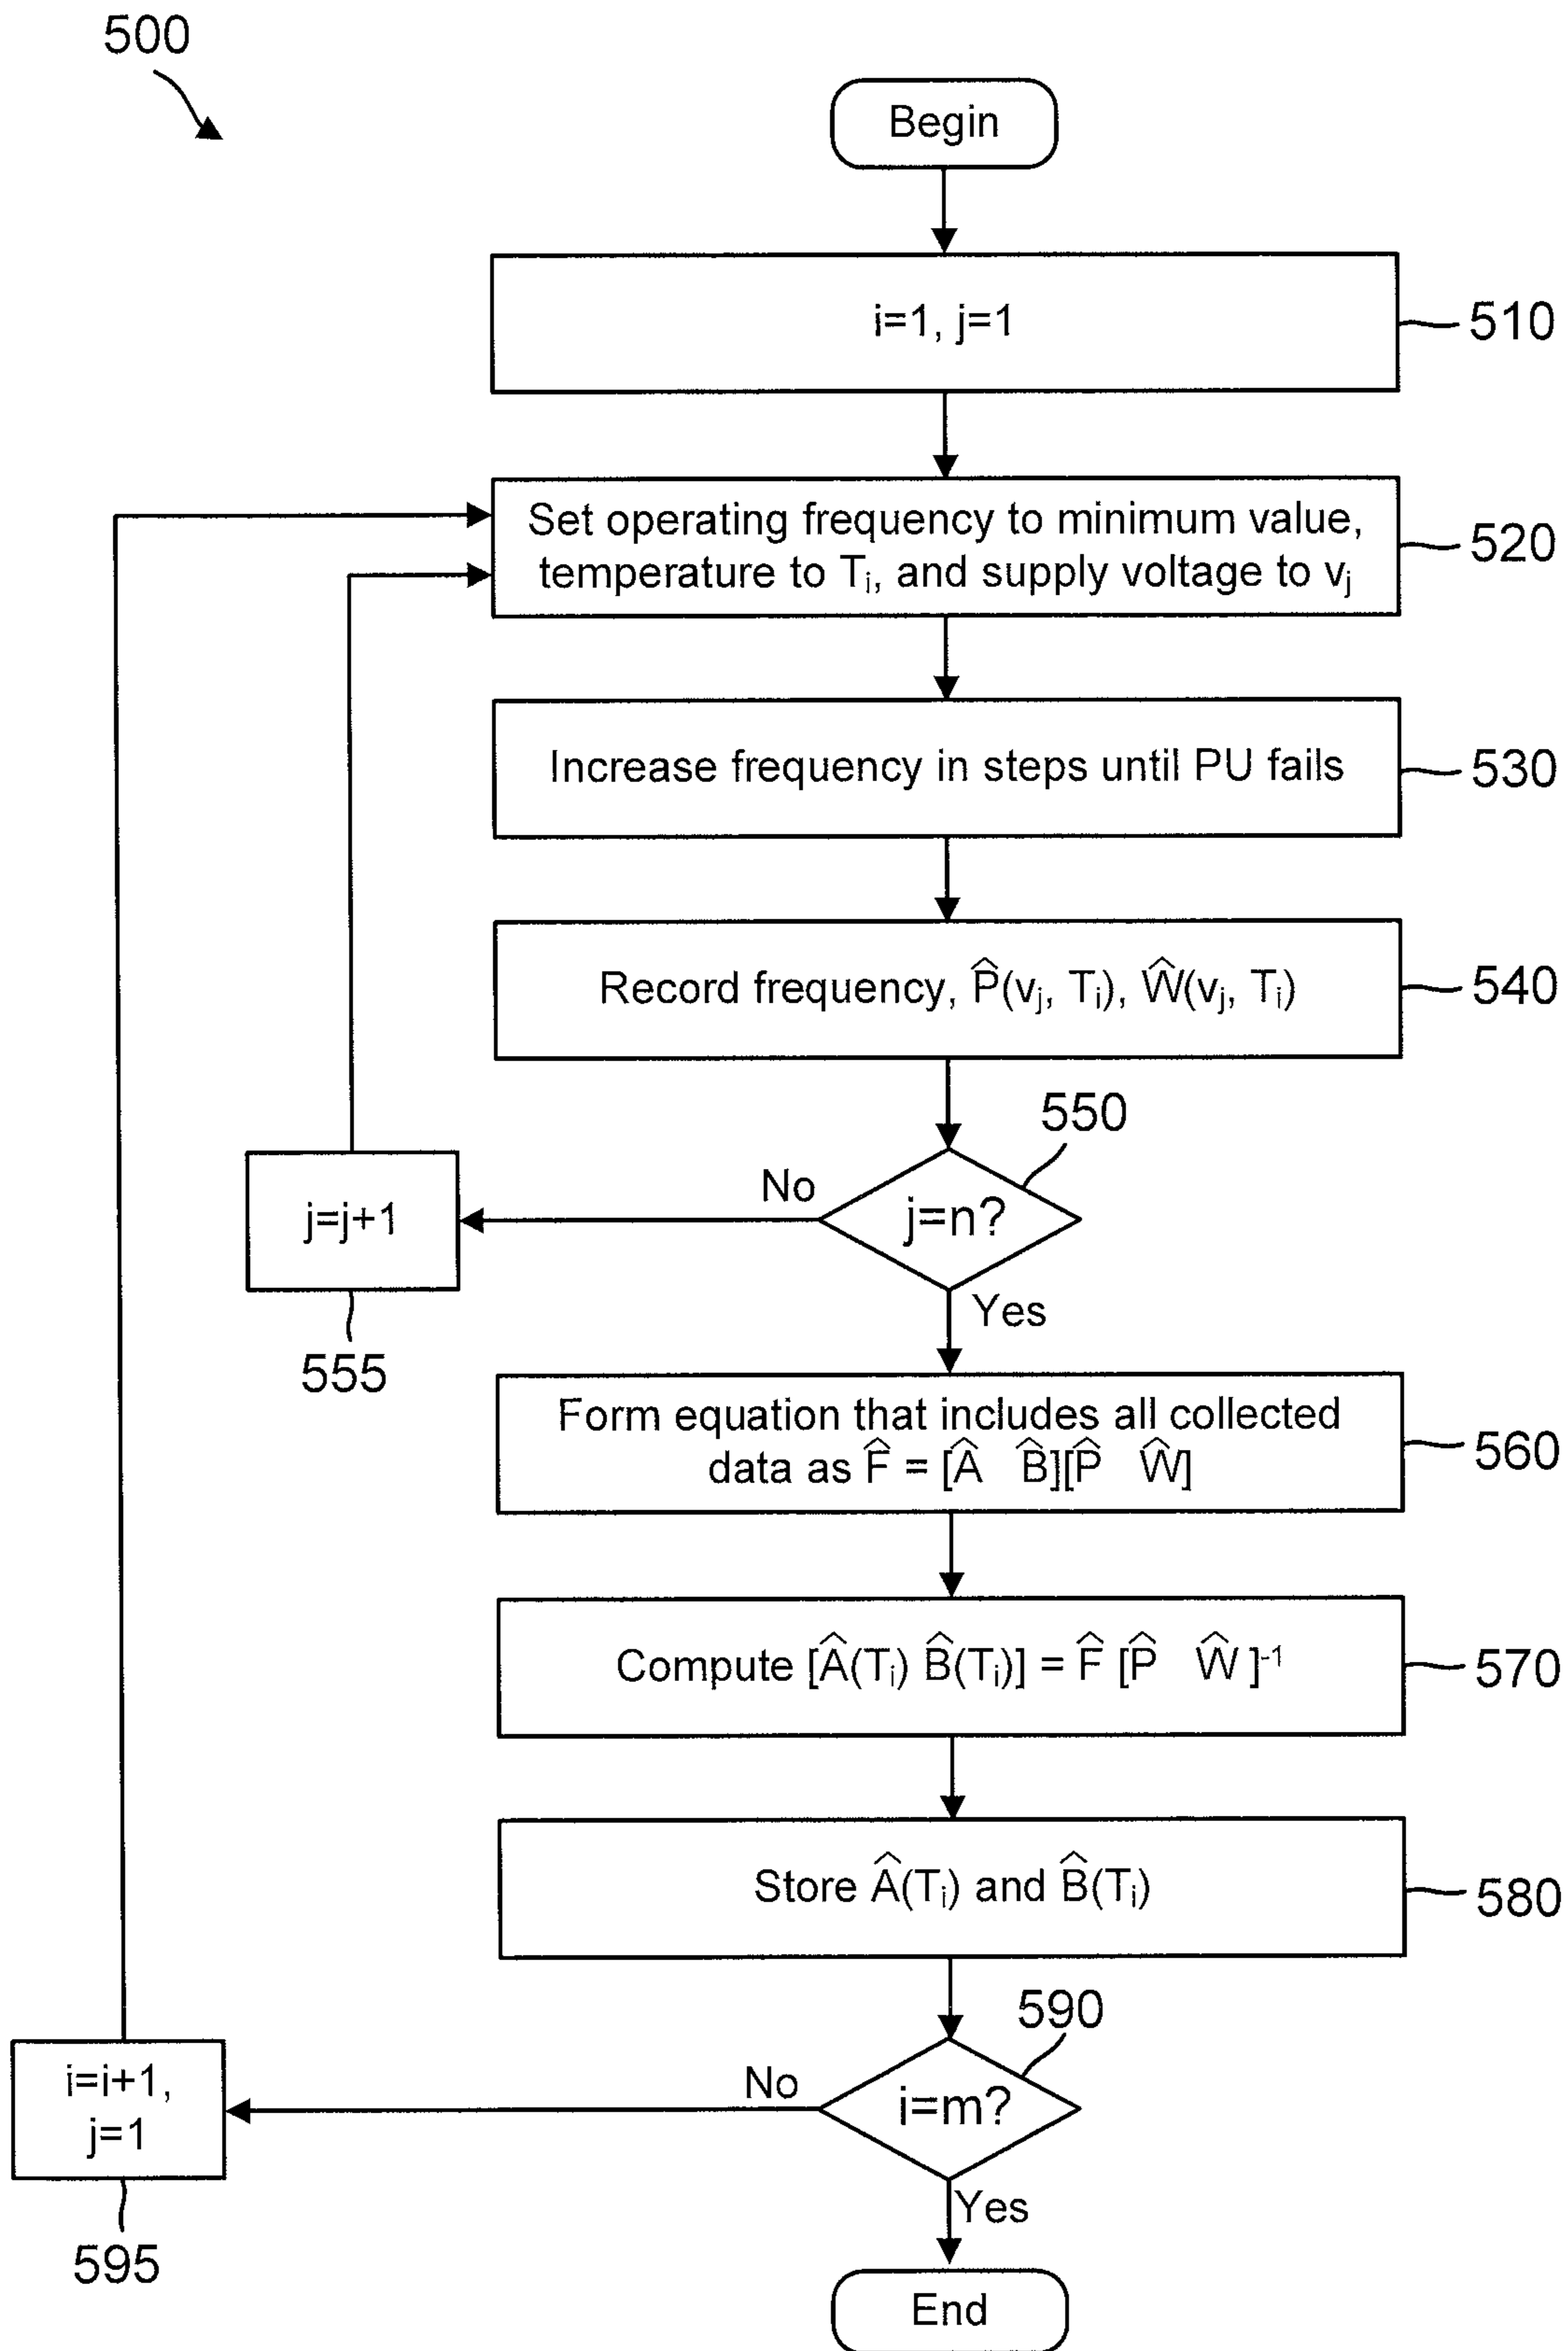 500
Begin
i=1, j=1
510
Set operating frequency to minimum value,
temperature to Tᵢ, and supply voltage to vⱼ
520
Increase frequency in steps until PU fails
530
Record frequency, P̂(vⱼ, Tᵢ), Ŵ(vⱼ, Tᵢ)
540
550
j=n?
No
j=j+1
555
Yes
Form equation that includes all collected
data as F̂ = [Â B̂][P̂ Ŵ]
560
Compute [Â(Tᵢ) B̂(Tᵢ)] = F̂ [P̂ Ŵ ]⁻¹
570
Store Â(Tᵢ) and B̂(Tᵢ)
580
590
i=m?
No
i=i+1,
j=1
595
Yes
End